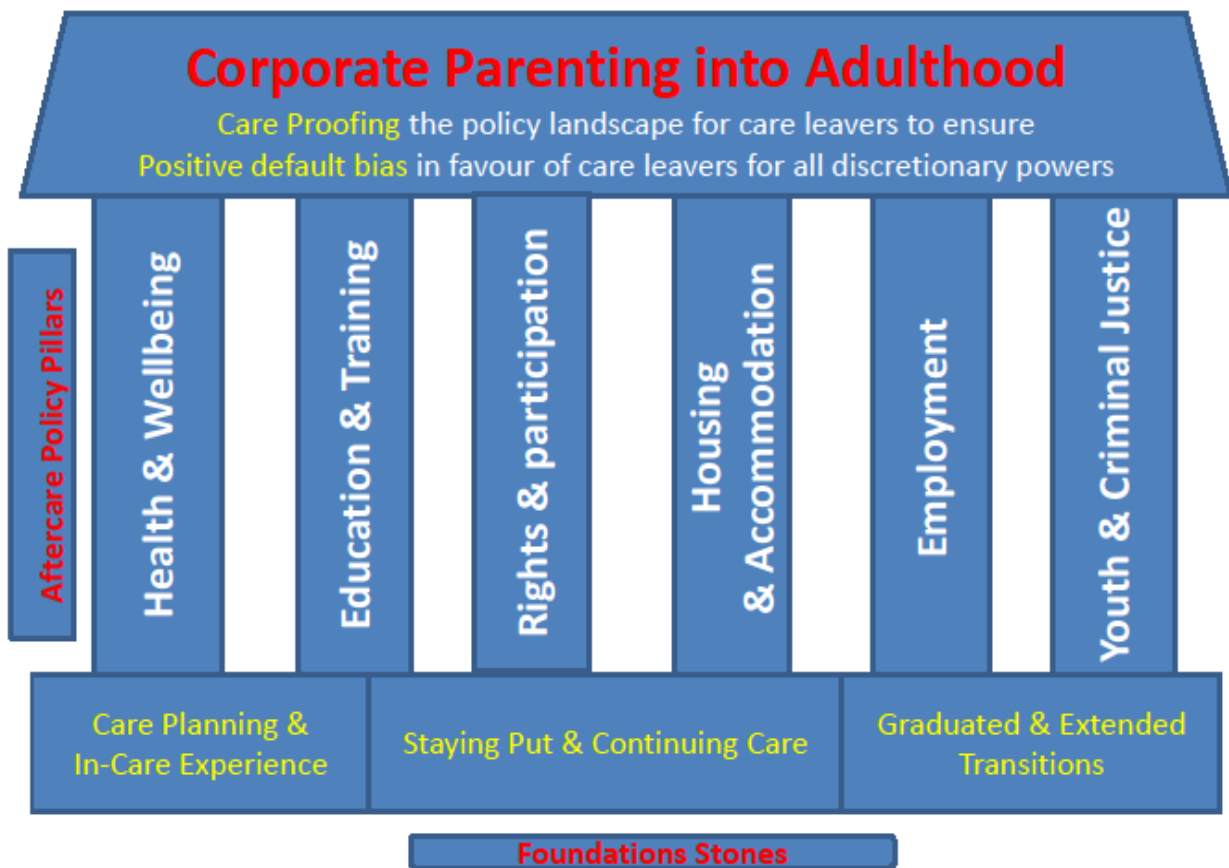 Corporate Parenting into Adulthood
Care Proofing the policy landscape for care leavers to ensure
Positive default bias in favour of care leavers for all discretionary powers
Aftercare Policy Pillars
Health & Wellbeing
Education & Training
Rights & participation
Housing
& Accommodation
Employment
Youth & Criminal Justice
Care Planning &
In-Care Experience
Staying Put & Continuing Care
Graduated & Extended
Transitions
Foundations Stones